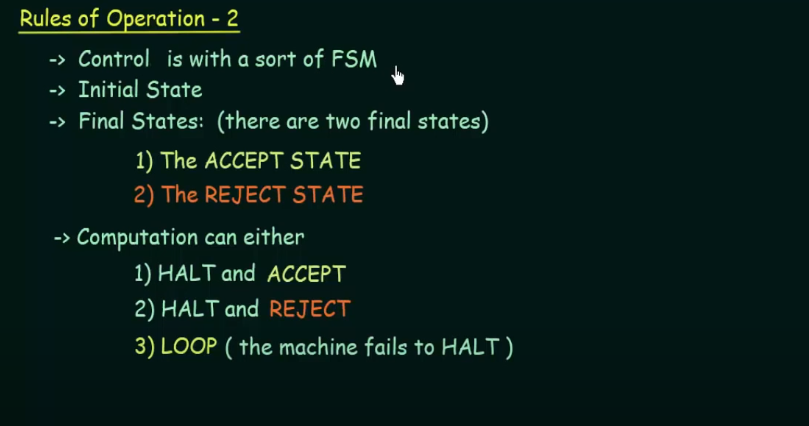 Rules of Operation - 2
-> Control is with a sort of FSM
-> Initial State
-> Final States: (there are two final states)
1) The ACCEPT STATE
2) The REJECT STATE
-> Computation can either
1) HALT and ACCEPT
2) HALT and REJECT
3) LOOP ( the machine fails to HALT )